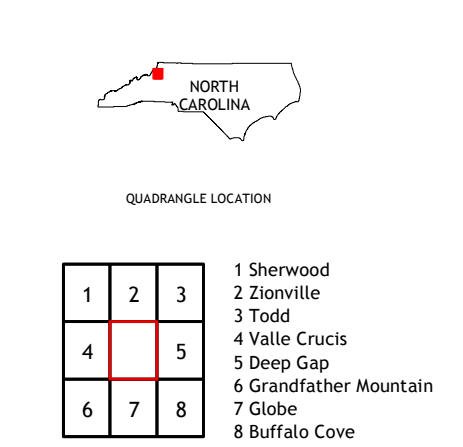 NORTH
CAROLINA
QUADRANGLE LOCATION
1 2 3
4 5
6 7 8
1 Sherwood
2 Zionville
3 Todd
4 Valle Crucis
5 Deep Gap
6 Grandfather Mountain
7 Globe
8 Buffalo Cove